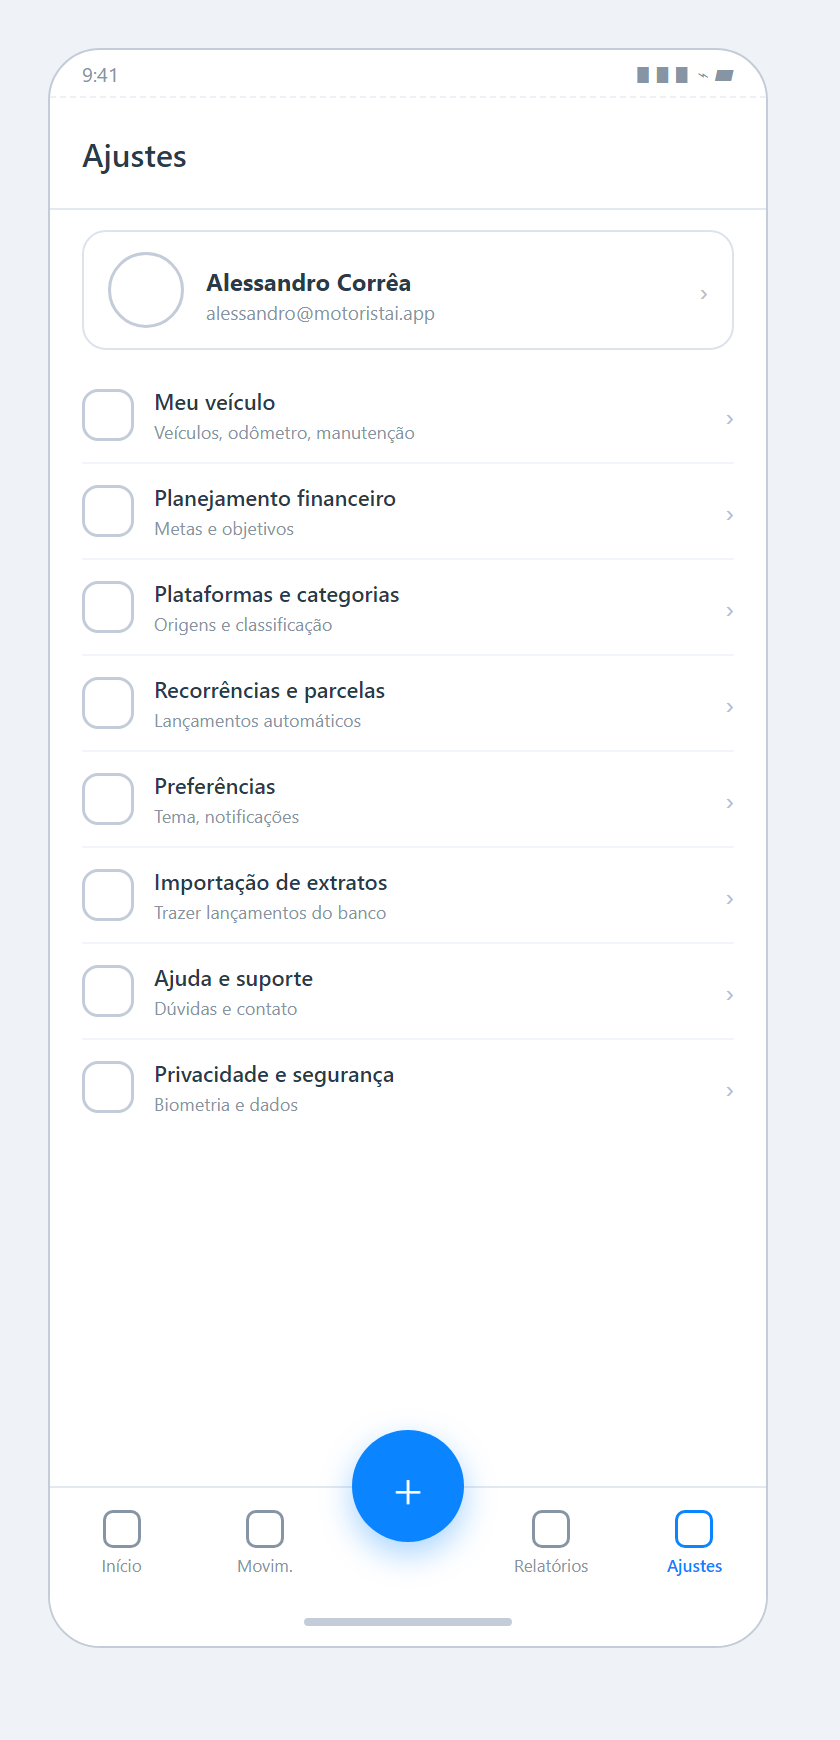 9:41
Ajustes
Alessandro Corrêa
alessandro@motoristai.app
Meu veículo
Veículos, odômetro, manutenção
Planejamento financeiro
Metas e objetivos
Plataformas e categorias
Origens e classificação
Recorrências e parcelas
Lançamentos automáticos
Preferências
Tema, notificações
Importação de extratos
Trazer lançamentos do banco
Ajuda e suporte
Dúvidas e contato
Privacidade e segurança
Biometria e dados
+
Início
Movim.
Relatórios
Ajustes